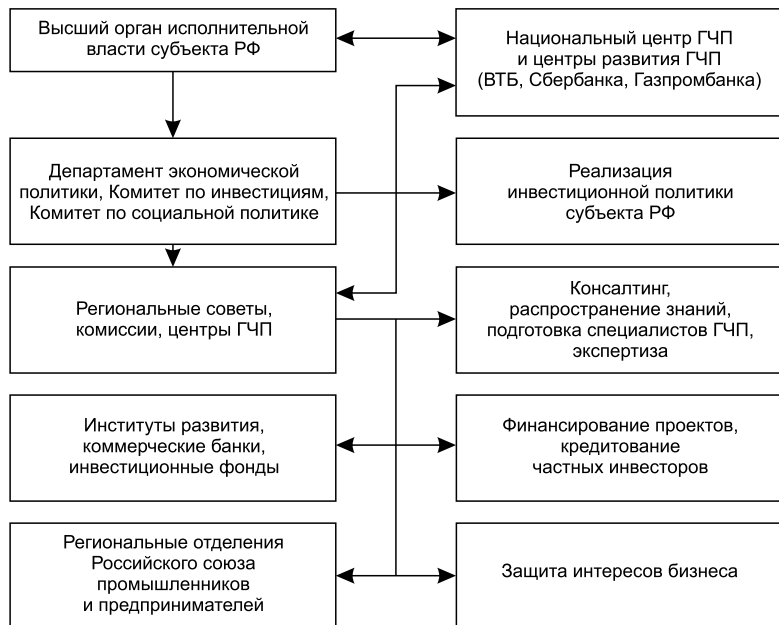 Высший орган исполнительной
власти субъекта РФ
Национальный центр ГЧП
и центры развития ГЧП
(ВТБ, Сбербанка, Газпромбанка)
Департамент экономической
политики, Комитет по инвестициям,
Комитет по социальной политике
Реализация
инвестиционной политики
субъекта РФ
Региональные советы,
комиссии, центры ГЧП
Консалтинг,
распространение знаний,
подготовка специалистов ГЧП,
экспертиза
Институты развития,
коммерческие банки,
инвестиционные фонды
Финансирование проектов,
кредитование
частных инвесторов
Региональные отделения
Российского союза
промышленников
и предпринимателей
Защита интересов бизнеса